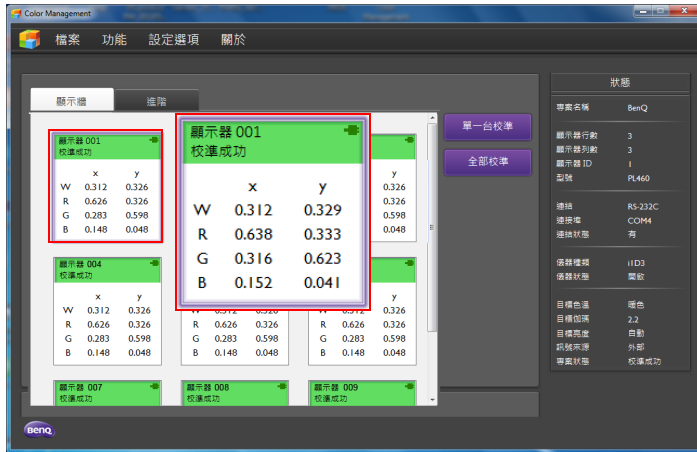 Color Management
檔案 功能 設定選項 關於
顯示牆 進階
顯示器 001
校準成功
x y
W 0.312 0.326
R 0.626 0.326
G 0.283 0.598
B 0.148 0.048
顯示器 001
校準成功
x y
W 0.312 0.329
R 0.638 0.333
G 0.316 0.623
B 0.152 0.041
y
0.326
0.326
0.598
0.048
單一台校準
全部校準
顯示器 004
校準成功
x y
W 0.312 0.326
R 0.626 0.326
G 0.283 0.598
B 0.148 0.048
x y
W 0.312 0.326
R 0.626 0.326
G 0.283 0.598
B 0.148 0.048
y
W 0.312 0.326
R 0.626 0.326
G 0.283 0.598
B 0.148 0.048
顯示器 007
校準成功
顯示器 008
校準成功
顯示器 009
校準成功
狀態
專案名稱 BenQ
顯示器行數 3
顯示器列數 3
顯示器 ID 1
型號 PL460
連結 RS-232C
連接埠 COM4
連結狀態 有
儀器種類 i1D3
儀器狀態 開啟
目標色溫 暖色
目標伽瑪 2.2
目標亮度 自動
訊號來源 外部
專案狀態 校準成功
BenQ